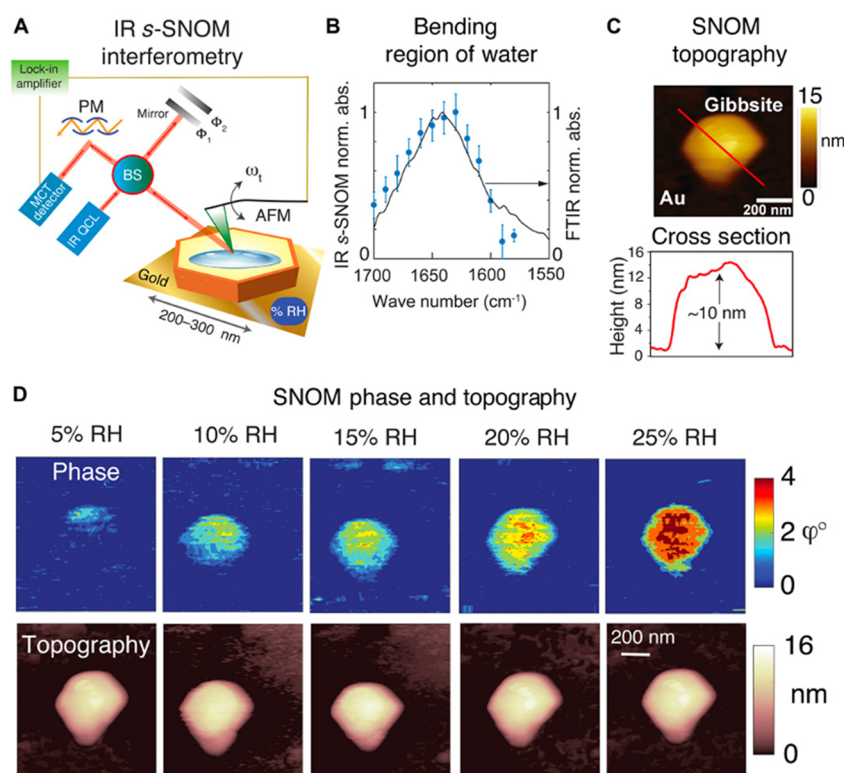 A
IR s-SNOM
interferometry
Lock-in
amplifier
PM
Mirror
Φ1
Φ2
BS
MCT
detector
IR QCL
ωt
AFM
Gold
% RH
200–300 nm
B
Bending
region of water
IR s-SNOM norm. abs.
1
0
FTIR norm. abs.
1
0
1700
1650
1600
1550
Wave number (cm⁻¹)
C
SNOM
topography
Gibbsite
Au
200 nm
15
nm
0
Cross section
Height (nm)
16
12
8
4
0
~10 nm
D
SNOM phase and topography
5% RH
10% RH
15% RH
20% RH
25% RH
Phase
4
2
0
φ°
Topography
200 nm
16
nm
0